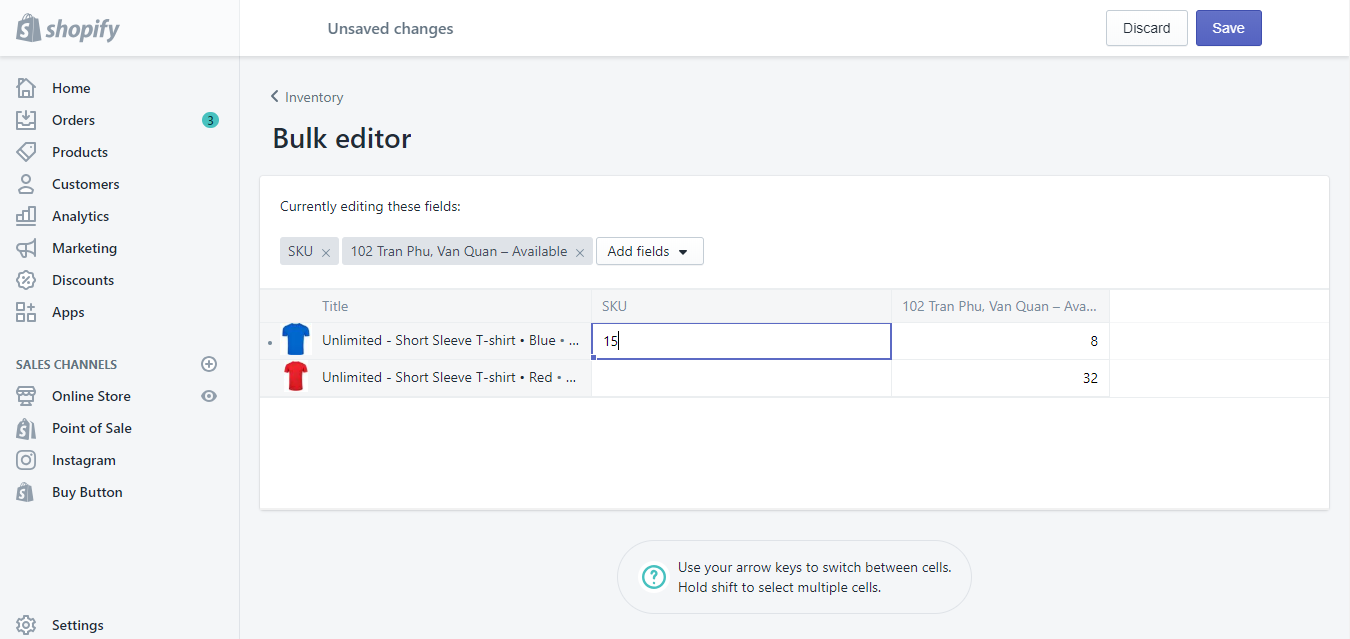 shopify
Unsaved changes
Discard
Save
Home
Orders
3
Products
Customers
Analytics
Marketing
Discounts
Apps
SALES CHANNELS
Online Store
Point of Sale
Instagram
Buy Button
Settings
Inventory
Bulk editor
Currently editing these fields:
SKU × 102 Tran Phu, Van Quan – Available × Add fields
Title SKU 102 Tran Phu, Van Quan – Ava...
Unlimited - Short Sleeve T-shirt • Blue • ... 15 8
Unlimited - Short Sleeve T-shirt • Red • ... 32
Use your arrow keys to switch between cells.
Hold shift to select multiple cells.